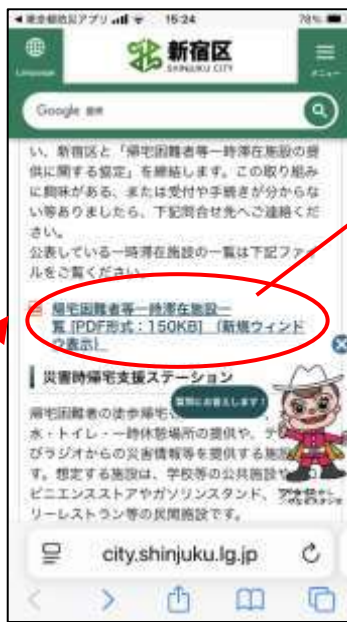 15:24
78%
Language
新宿区
SHINJUKU CITY
メニュー
Google 検索
い、新宿区と「帰宅困難者等一時滞在施設の提
供に関する協定」を締結します。この取り組み
に興味がある、または受付や手続きが分からな
い等ありましたら、下記問合せ先へご連絡くだ
さい。
公表している一時滞在施設の一覧は下記ファイ
ルをご覧ください。
帰宅困難者等一時滞在施設一
覧 [PDF形式：150KB] （新規ウィンド
ウ表示）
災害時帰宅支援ステーション
質問にお答えします！
帰宅困難者の徒歩帰宅
水・トイレ・一時休憩場所の提供や、テ
びラジオからの災害情報等を提供する施設
す。想定する施設は、学校等の公共施設や
ビニエンスストアやガソリンスタンド、
リーレストラン等の民間施設です。
city.shinjuku.lg.jp